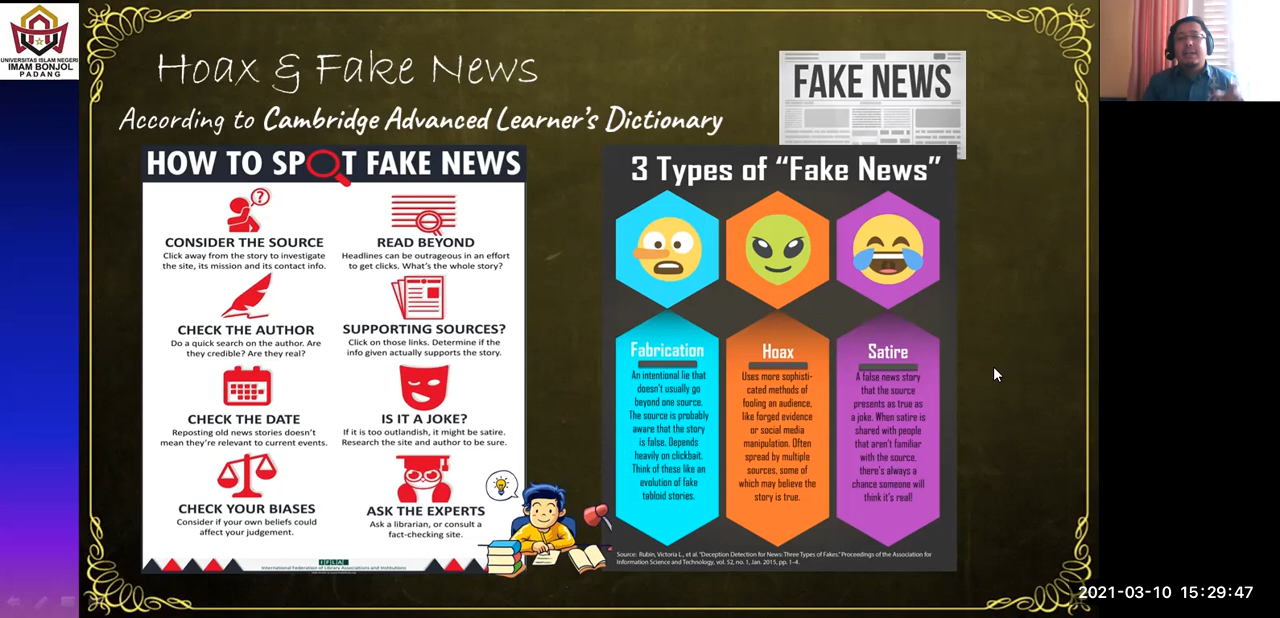 UNIVERSITAS ISLAM NEGERI
IMAM BONJOL
PADANG
Hoax & Fake News
According to Cambridge Advanced Learner's Dictionary
FAKE NEWS
HOW TO SPOT FAKE NEWS
CONSIDER THE SOURCE
Click away from the story to investigate
the site, its mission and its contact info.
READ BEYOND
Headlines can be outrageous in an effort
to get clicks. What's the whole story?
CHECK THE AUTHOR
Do a quick search on the author. Are
they credible? Are they real?
SUPPORTING SOURCES?
Click on those links. Determine if the
info given actually supports the story.
CHECK THE DATE
Reposting old news stories doesn't
mean they're relevant to current events.
IS IT A JOKE?
If it is too outlandish, it might be satire.
Research the site and author to be sure.
CHECK YOUR BIASES
Consider if your own beliefs could
affect your judgement.
ASK THE EXPERTS
Ask a librarian, or consult a
fact-checking site.
IFLA
International Federation of Library Associations and Institutions
3 Types of "Fake News"
Fabrication
An intentional lie that
doesn't usually go
beyond one source.
The source is probably
aware that the story
is false. Depends
heavily on clickbait.
Think of these like an
evolution of fake
tabloid stories.
Hoax
Uses more sophisti-
cated methods of
fooling an audience,
like forged evidence
or social media
manipulation. Often
spread by multiple
sources, some of
which may believe the
story is true.
Satire
A false news story
that the source
presents as true as
a joke. When satire is
shared with people
that aren't familiar
with the source,
there's always a
chance someone will
think it's real!
Source: Rubin, Victoria L., et al. "Deception Detection for News: Three Types of Fakes." Proceedings of the Association for
Information Science and Technology, vol. 52, no. 1, Jan. 2015, pp. 1-4.
2021-03-10 15:29:47